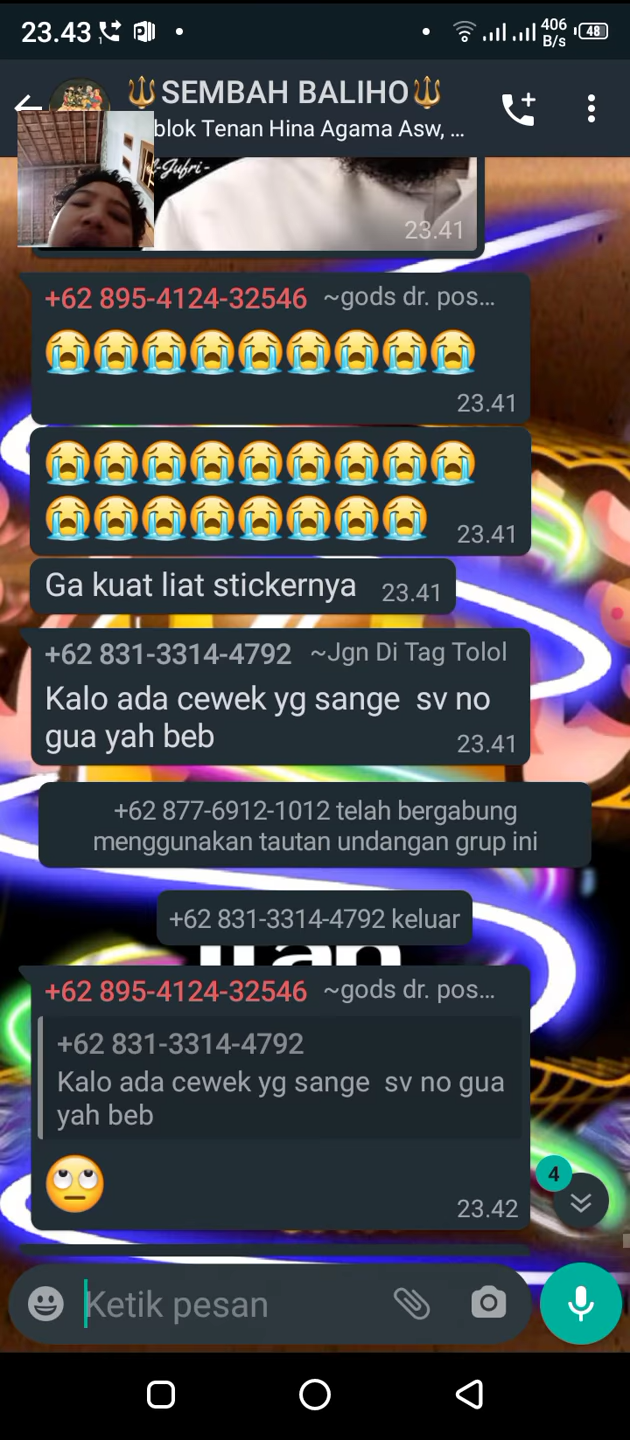 23.43
406
B/s
48
🔱SEMBAH BALIHO🔱
blok Tenan Hina Agama Asw, ...
-Jufri-
23.41
+62 895-4124-32546 ~gods dr. pos...
😭😭😭😭😭😭😭😭😭
23.41
😭😭😭😭😭😭😭😭😭
😭😭😭😭😭😭😭😭 23.41
Ga kuat liat stickernya 23.41
+62 831-3314-4792 ~Jgn Di Tag Tolol
Kalo ada cewek yg sange sv no
gua yah beb 23.41
+62 877-6912-1012 telah bergabung
menggunakan tautan undangan grup ini
+62 831-3314-4792 keluar
+62 895-4124-32546 ~gods dr. pos...
+62 831-3314-4792
Kalo ada cewek yg sange sv no gua
yah beb
🙄
23.42
4
Ketik pesan